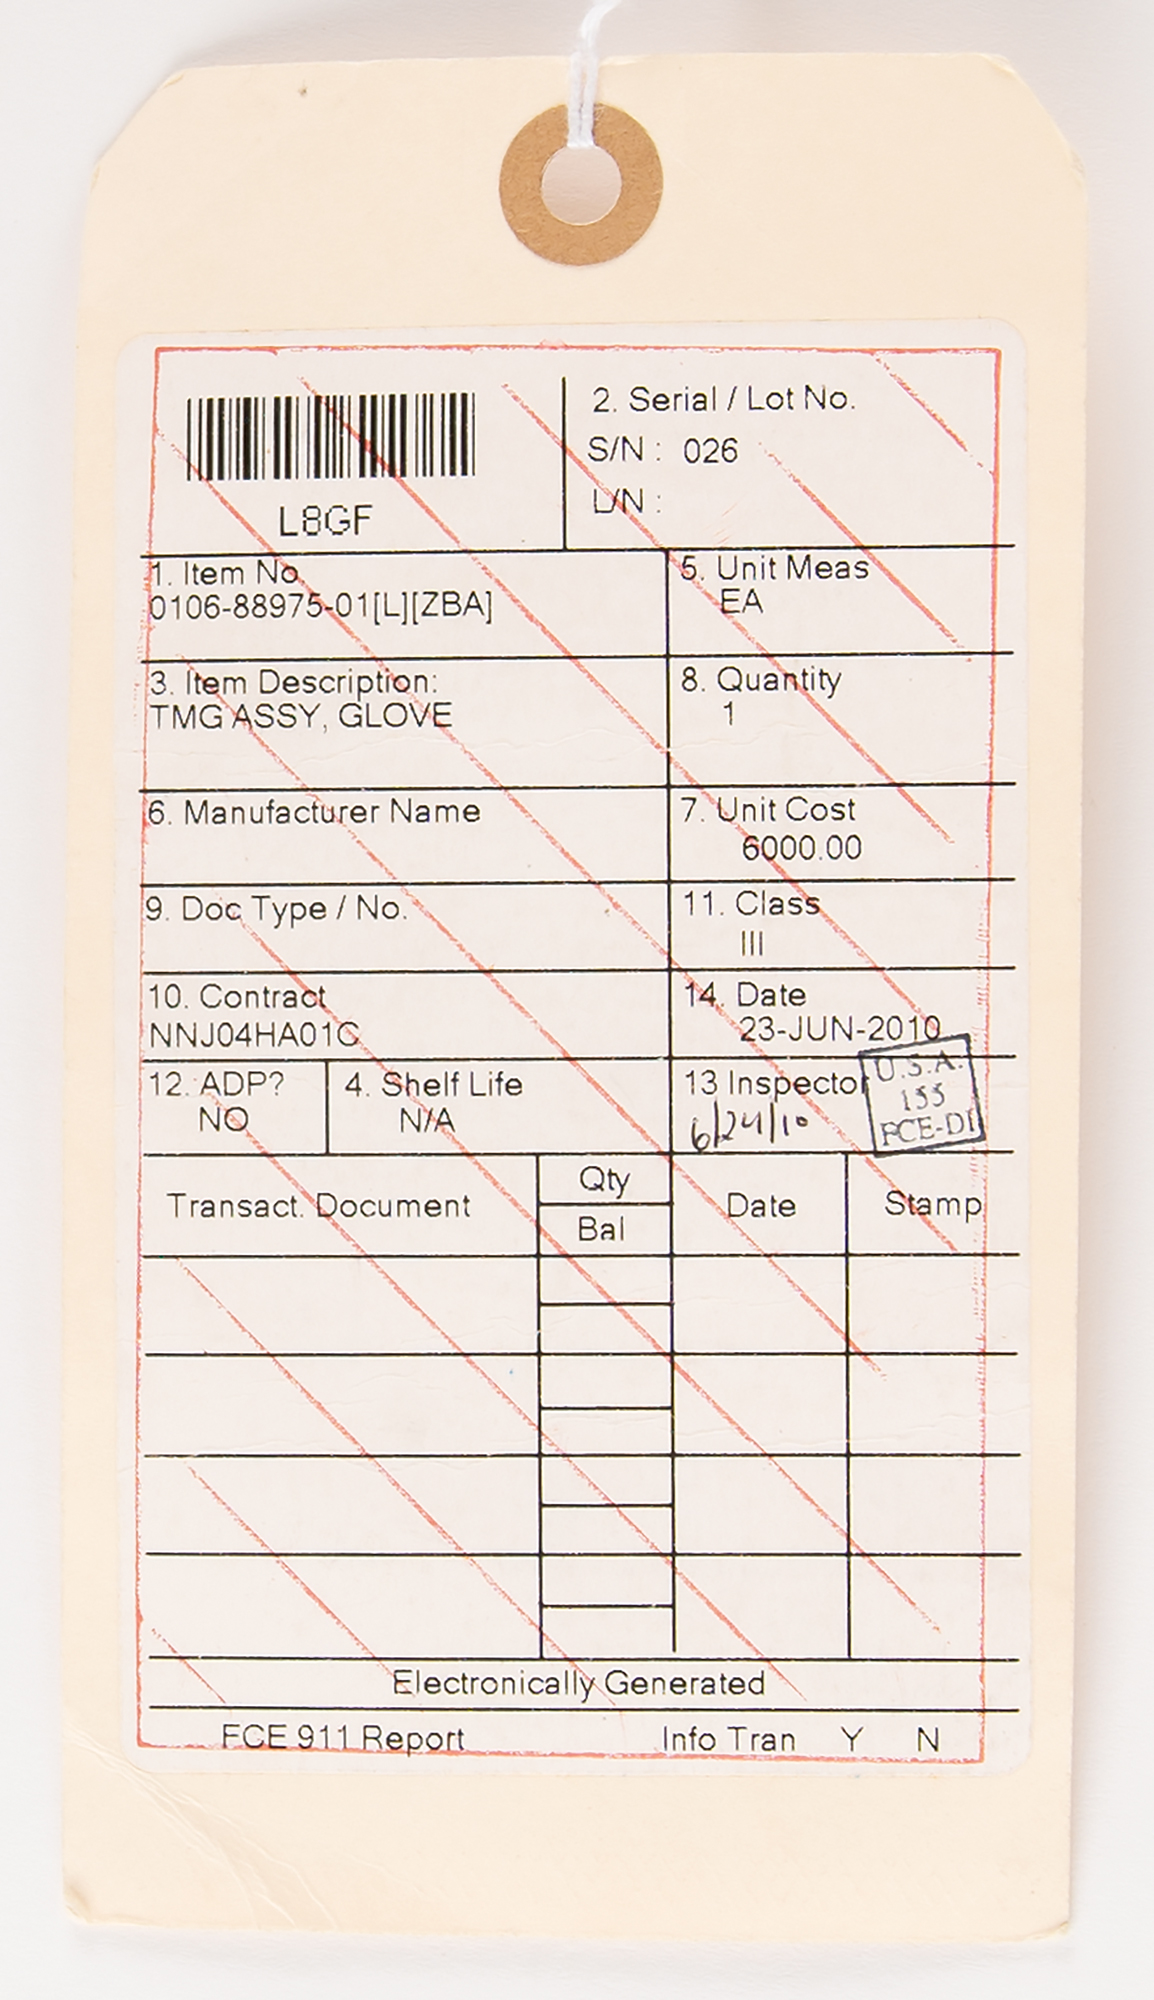 L8GF
2. Serial / Lot No.
S/N : 026
L/N :
1. Item No
0106-88975-01[L][ZBA]
5. Unit Meas
EA
3. Item Description:
TMG ASSY, GLOVE
8. Quantity
1
6. Manufacturer Name
7. Unit Cost
6000.00
9. Doc Type / No.
11. Class
III
10. Contract
NNJ04HA01C
14. Date
23-JUN-2010
12. ADP?
NO
4. Shelf Life
N/A
13 Inspector
6/24/10
U.S.A.
155
FCE-DI
Transact. Document
Qty
Bal
Date
Stamp
Electronically Generated
FCE 911 Report
Info Tran Y N